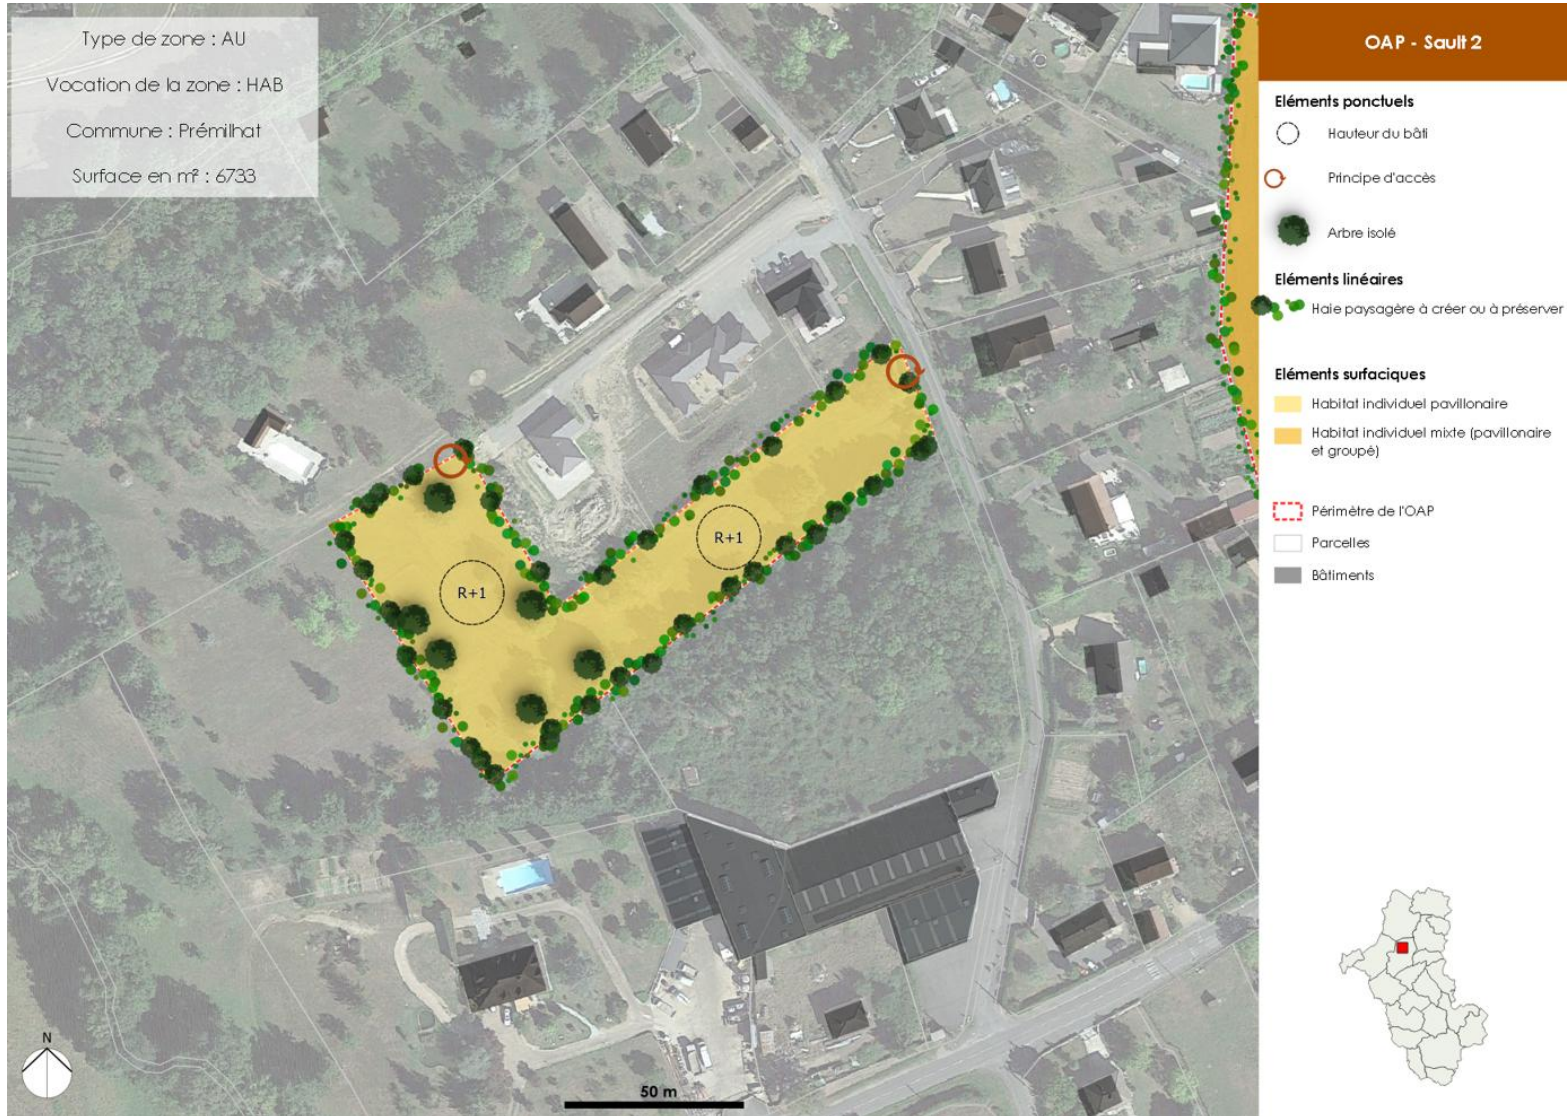 Type de zone : AU
Vocation de la zone : HAB
Commune : Prémilhat
Surface en m² : 6733
R+1
R+1
N
50 m
OAP - Sault 2
Eléments ponctuels
Hauteur du bâti
Principe d'accès
Arbre isolé
Eléments linéaires
Haie paysagère à créer ou à préserver
Eléments surfaciques
Habitat individuel pavillonaire
Habitat individuel mixte (pavillonaire
et groupé)
Périmètre de l'OAP
Parcelles
Bâtiments